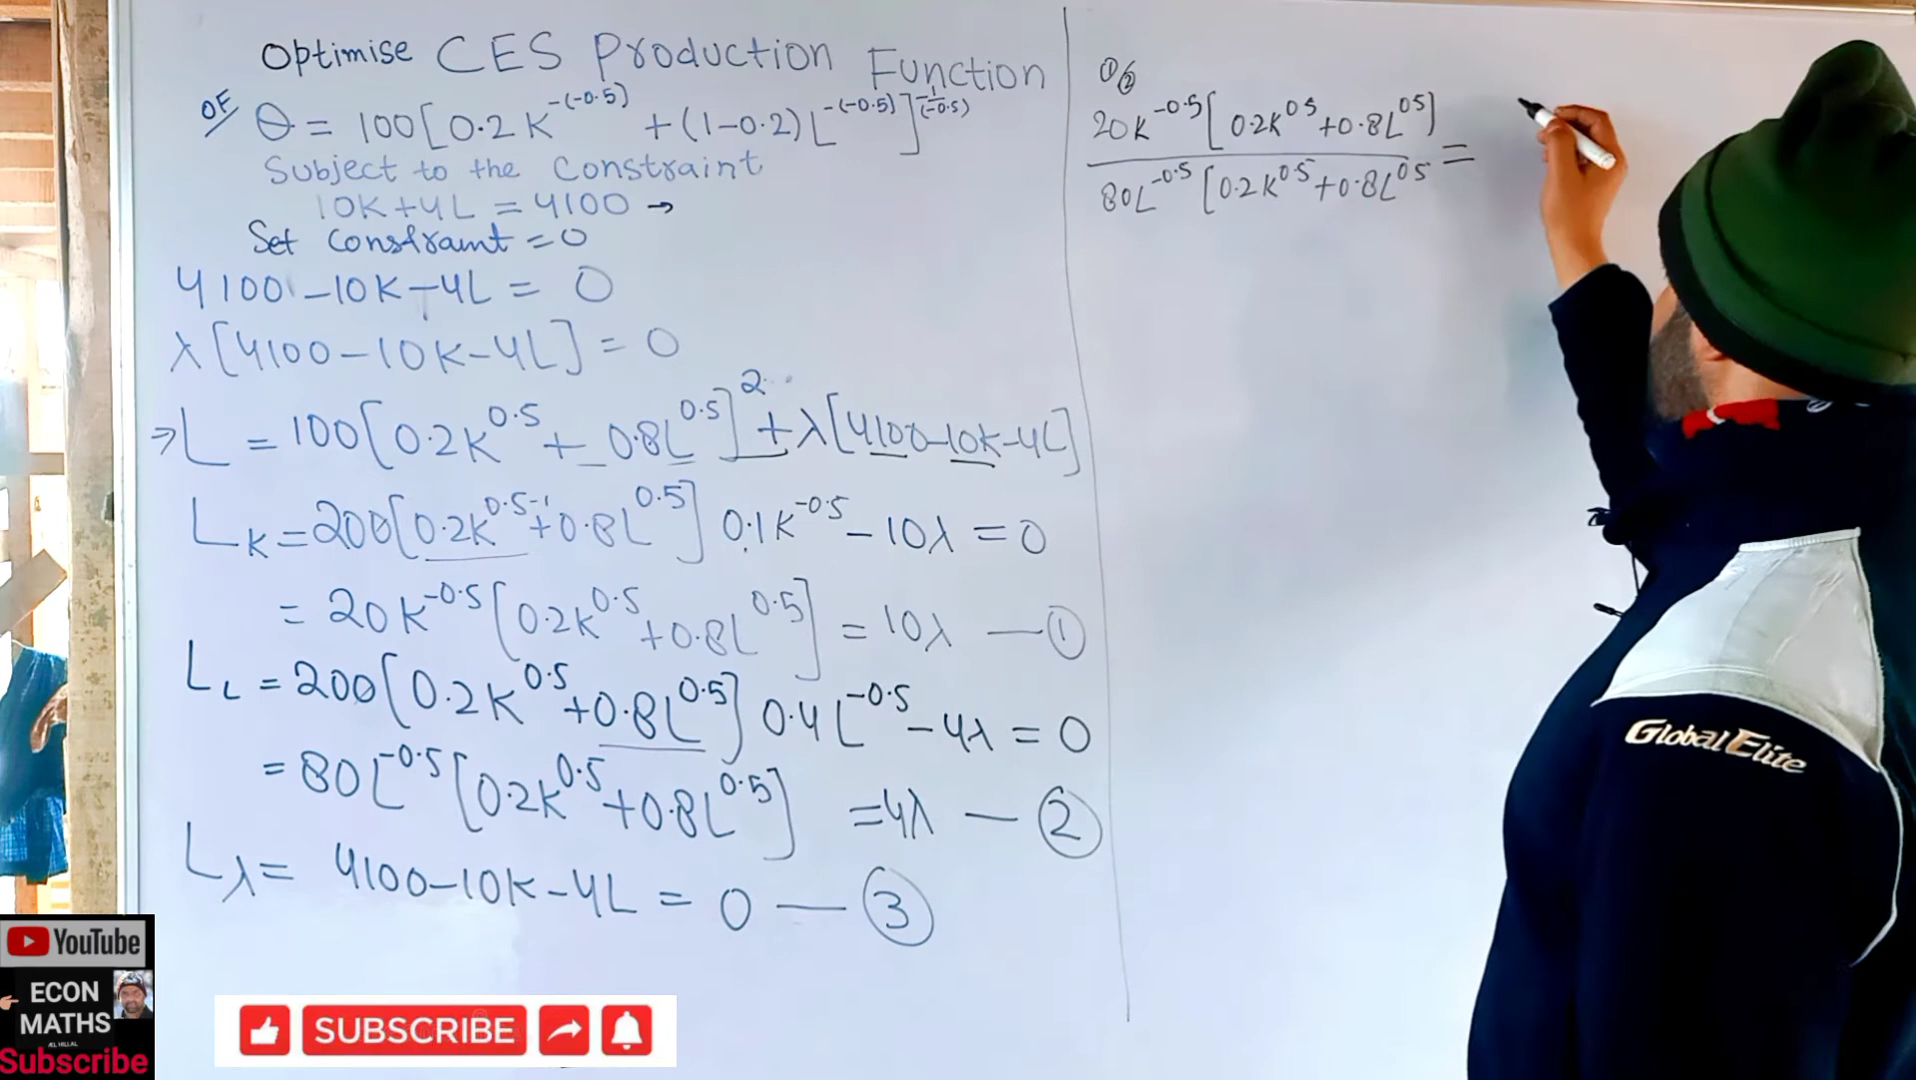 Optimise CES Production Function
OF Q = 100[0.2K^-(-0.5) + (1-0.2)L^-(-0.5)]^-1/(-0.5)
Subject to the Constraint
10K+4L = 4100 →
Set Constraint = 0
4100 -10K-4L = 0
λ[4100-10K-4L] = 0
⇒ L = 100[0.2K^0.5 + 0.8L^0.5]^2 + λ[4100-10K-4L]
L_K = 200[0.2K^0.5-1 + 0.8L^0.5] 0.1K^-0.5 - 10λ = 0
= 20K^-0.5[0.2K^0.5 + 0.8L^0.5] = 10λ — ①
L_L = 200[0.2K^0.5 + 0.8L^0.5] 0.4L^-0.5 - 4λ = 0
= 80L^-0.5[0.2K^0.5 + 0.8L^0.5] = 4λ — ②
L_λ = 4100-10K-4L = 0 — ③
20K^-0.5[0.2K^0.5+0.8L^0.5]
80L^-0.5[0.2K^0.5+0.8L^0.5 =
Global Elite
YouTube
ECON
MATHS
Subscribe
SUBSCRIBE